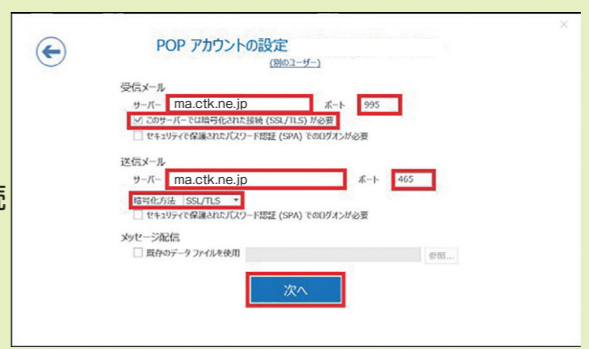 POP アカウントの設定
(別のユーザー)
受信メール
サーバー ma.ctk.ne.jp ポート 995
このサーバーでは暗号化された接続 (SSL/TLS) が必要
セキュリティで保護されたパスワード認証 (SPA) でのログオンが必要
送信メール
サーバー ma.ctk.ne.jp ポート 465
暗号化方法 SSL/TLS
セキュリティで保護されたパスワード認証 (SPA) でのログオンが必要
メッセージ配信
既存のデータ ファイルを使用 参照...
次へ